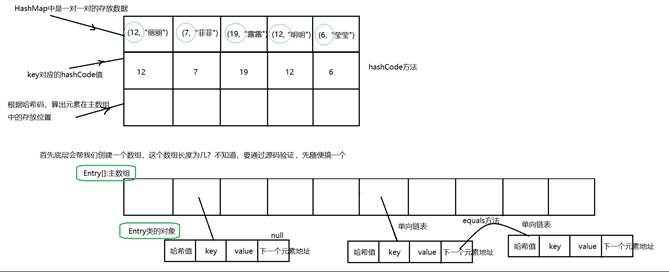 HashMap中是一对一对的存放数据
(12, "丽丽") (7, "菲菲") (19, "露露") (12, "明明") (6, "莹莹")
key对应的hashCode值 12 7 19 12 6 hashCode方法
根据哈希码，算出元素在主数组
中的存放位置
首先底层会帮我们创建一个数组，这个数组长度为几？不知道，要通过源码验证，先随便搞一个
Entry[]:主数组
Entry类的对象 null 单向链表 equals方法 单向链表
哈希值 key value 下一个元素地址 哈希值 key value 下一个元素地址 哈希值 key value 下一个元素地址